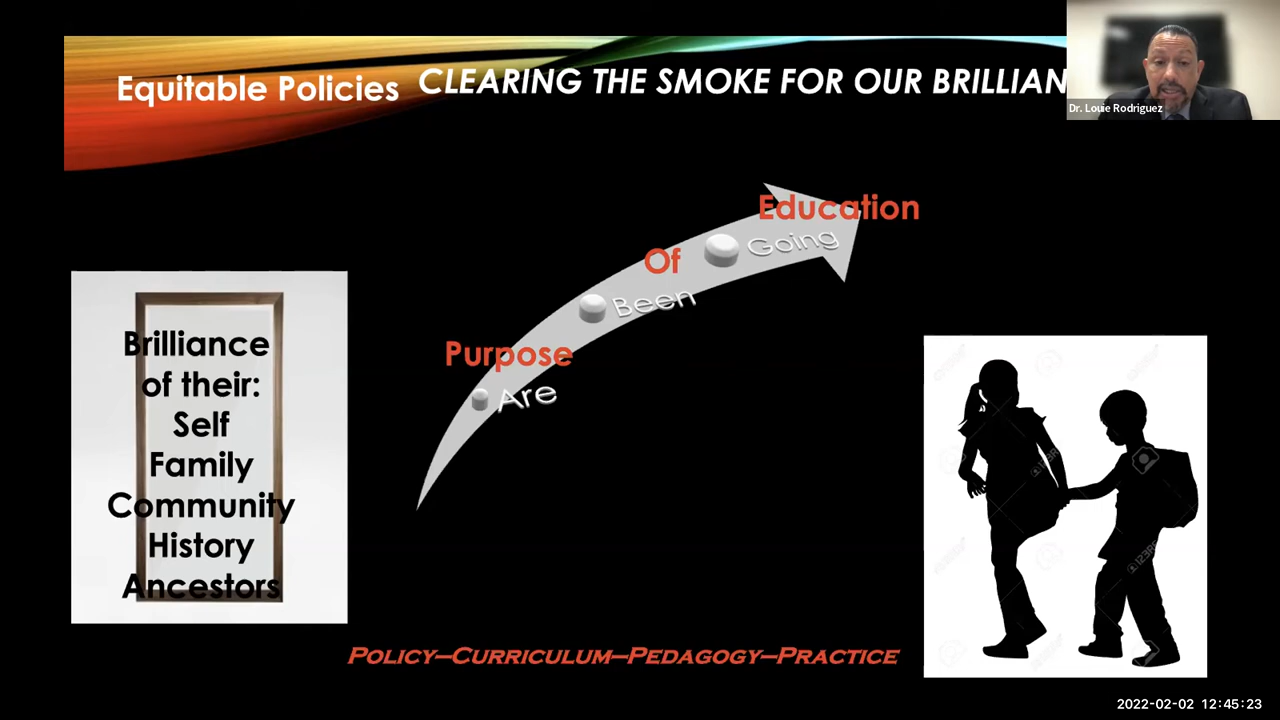 Equitable Policies
CLEARING THE SMOKE FOR OUR BRILLIAN
Dr. Louie Rodriguez
Education
Going
Of
Been
Purpose
Are
Brilliance
of their:
Self
Family
Community
History
Ancestors
POLICY—CURRICULUM—PEDAGOGY—PRACTICE
2022-02-02 12:45:23